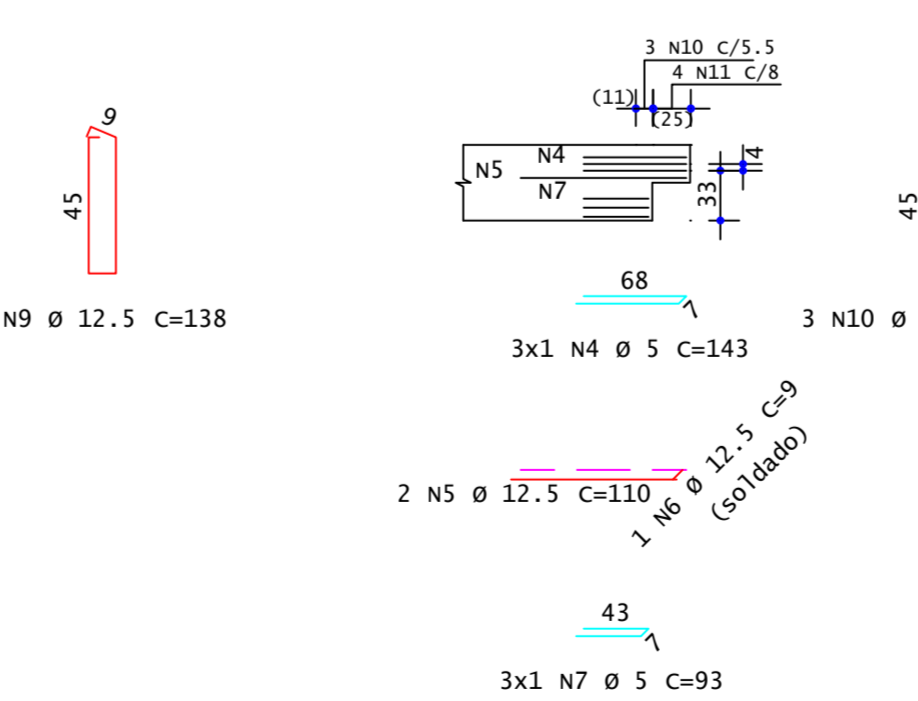 3 N10 C/5.5
4 N11 C/8
(11)
(25)
9
45
N5
N4
N7
4
33
45
68
7
N9 Ø 12.5 C=138
3 N10 Ø
3x1 N4 Ø 5 C=143
2 N5 Ø 12.5 C=110
1 N6 Ø 12.5 C=9
(soldado)
43
7
3x1 N7 Ø 5 C=93